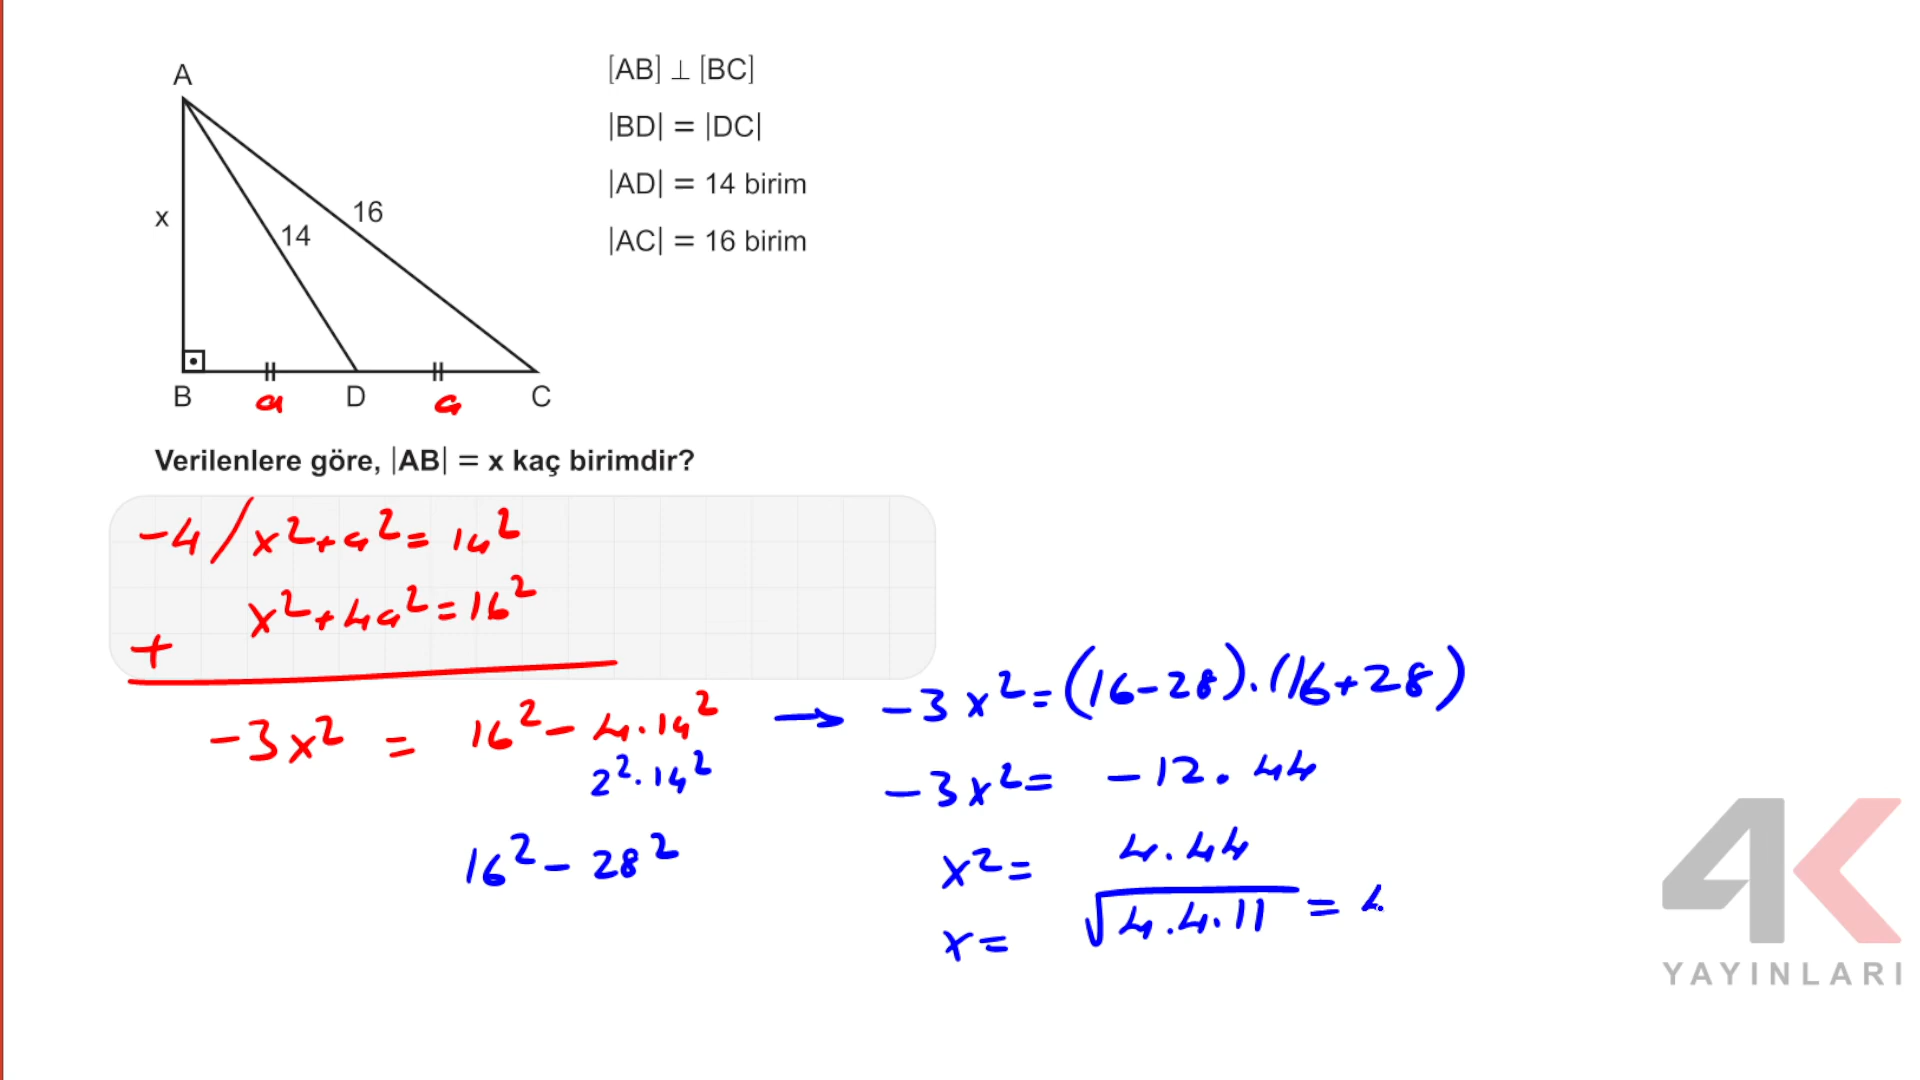 A
x
14
16
B
D
C
a
a
[AB] ⊥ [BC]
|BD| = |DC|
|AD| = 14 birim
|AC| = 16 birim
Verilenlere göre, |AB| = x kaç birimdir?
-4 / x² + a² = 14²
x² + 4a² = 16²
+
-3x² = 16² - 4.14²
2².14²
16² - 28²
→ -3x² = (16-28).(16+28)
-3x² = -12.44
x² = 4.44
x = √4.4.11 = 4
4K
YAYINLARI